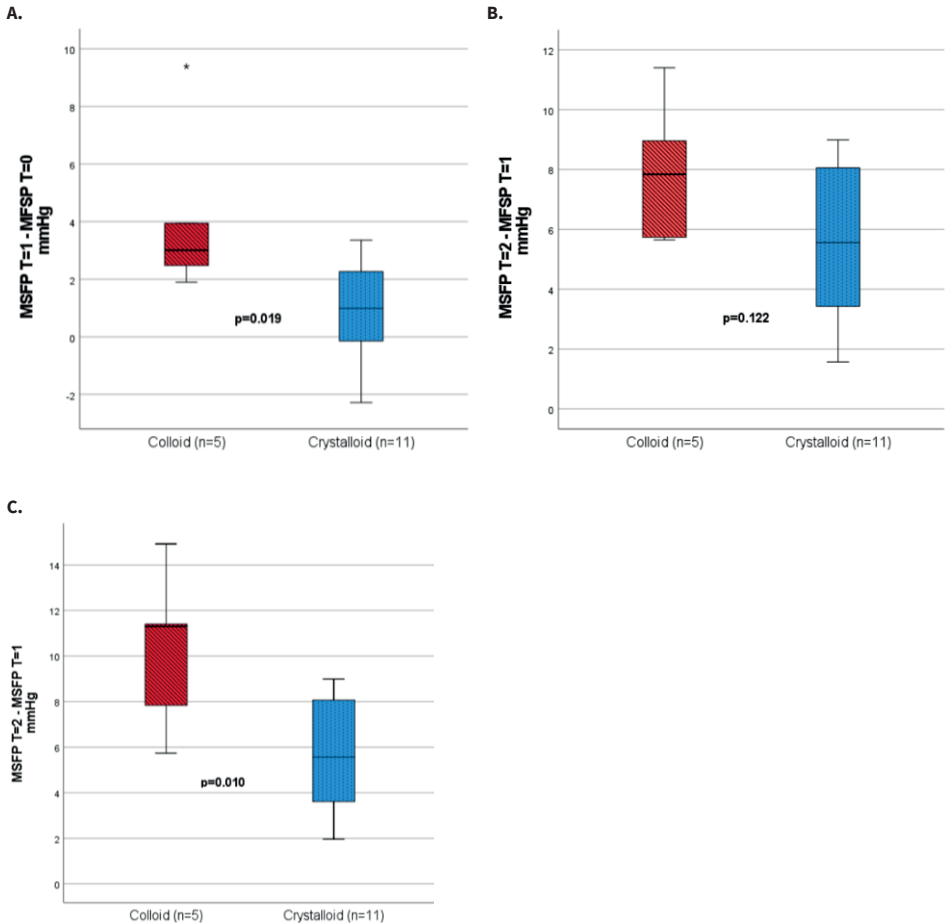 A.
10
8
6
4
2
0
-2
MSFP T=1 - MFSP T=0
mmHg
*
p=0.019
Colloid (n=5)
Crystalloid (n=11)
B.
12
10
8
6
4
2
0
MSFP T=2 - MFSP T=1
mmHg
p=0.122
Colloid (n=5)
Crystalloid (n=11)
C.
14
12
10
8
6
4
2
0
MSFP T=2 - MSFP T=1
mmHg
p=0.010
Colloid (n=5)
Crystalloid (n=11)